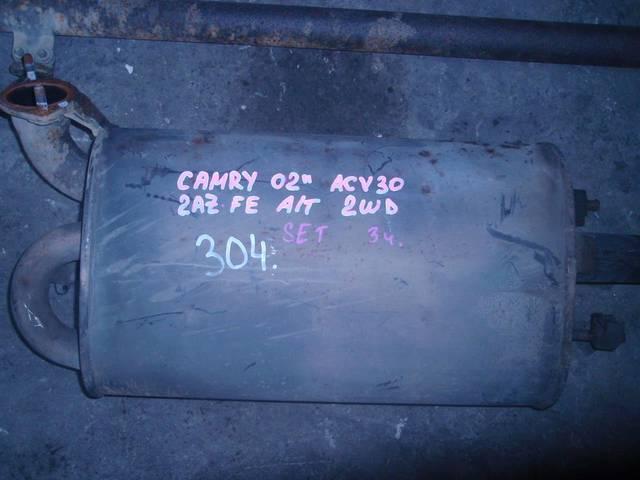 CAMRY 02" ACV30
2AZ FE A/T 2WD
SET 34.
304.